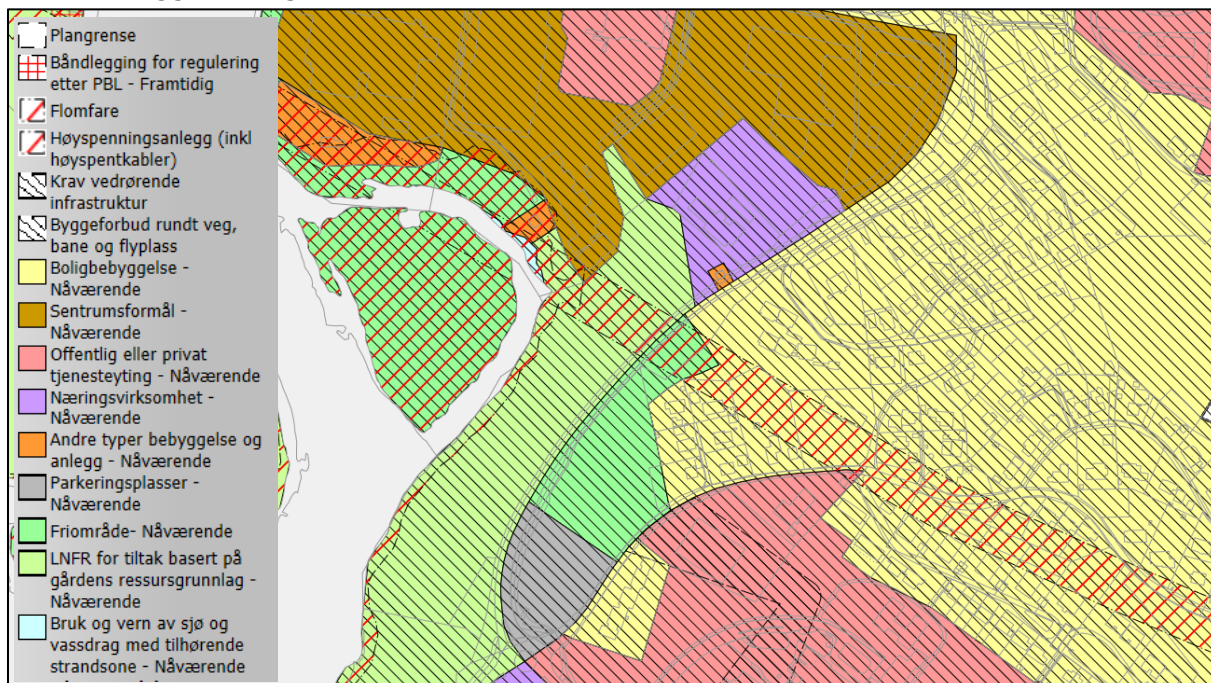 Plangrense
Båndlegging for regulering
etter PBL - Framtidig
Flomfare
Høyspenningsanlegg (inkl
høyspentkabler)
Krav vedrørende
infrastruktur
Byggeforbud rundt veg,
bane og flyplass
Boligbebyggelse -
Nåværende
Sentrumsformål -
Nåværende
Offentlig eller privat
tjenesteyting - Nåværende
Næringsvirksomhet -
Nåværende
Andre typer bebyggelse og
anlegg - Nåværende
Parkeringsplasser -
Nåværende
Friområde- Nåværende
LNFR for tiltak basert på
gårdens ressursgrunnlag -
Nåværende
Bruk og vern av sjø og
vassdrag med tilhørende
strandsone - Nåværende